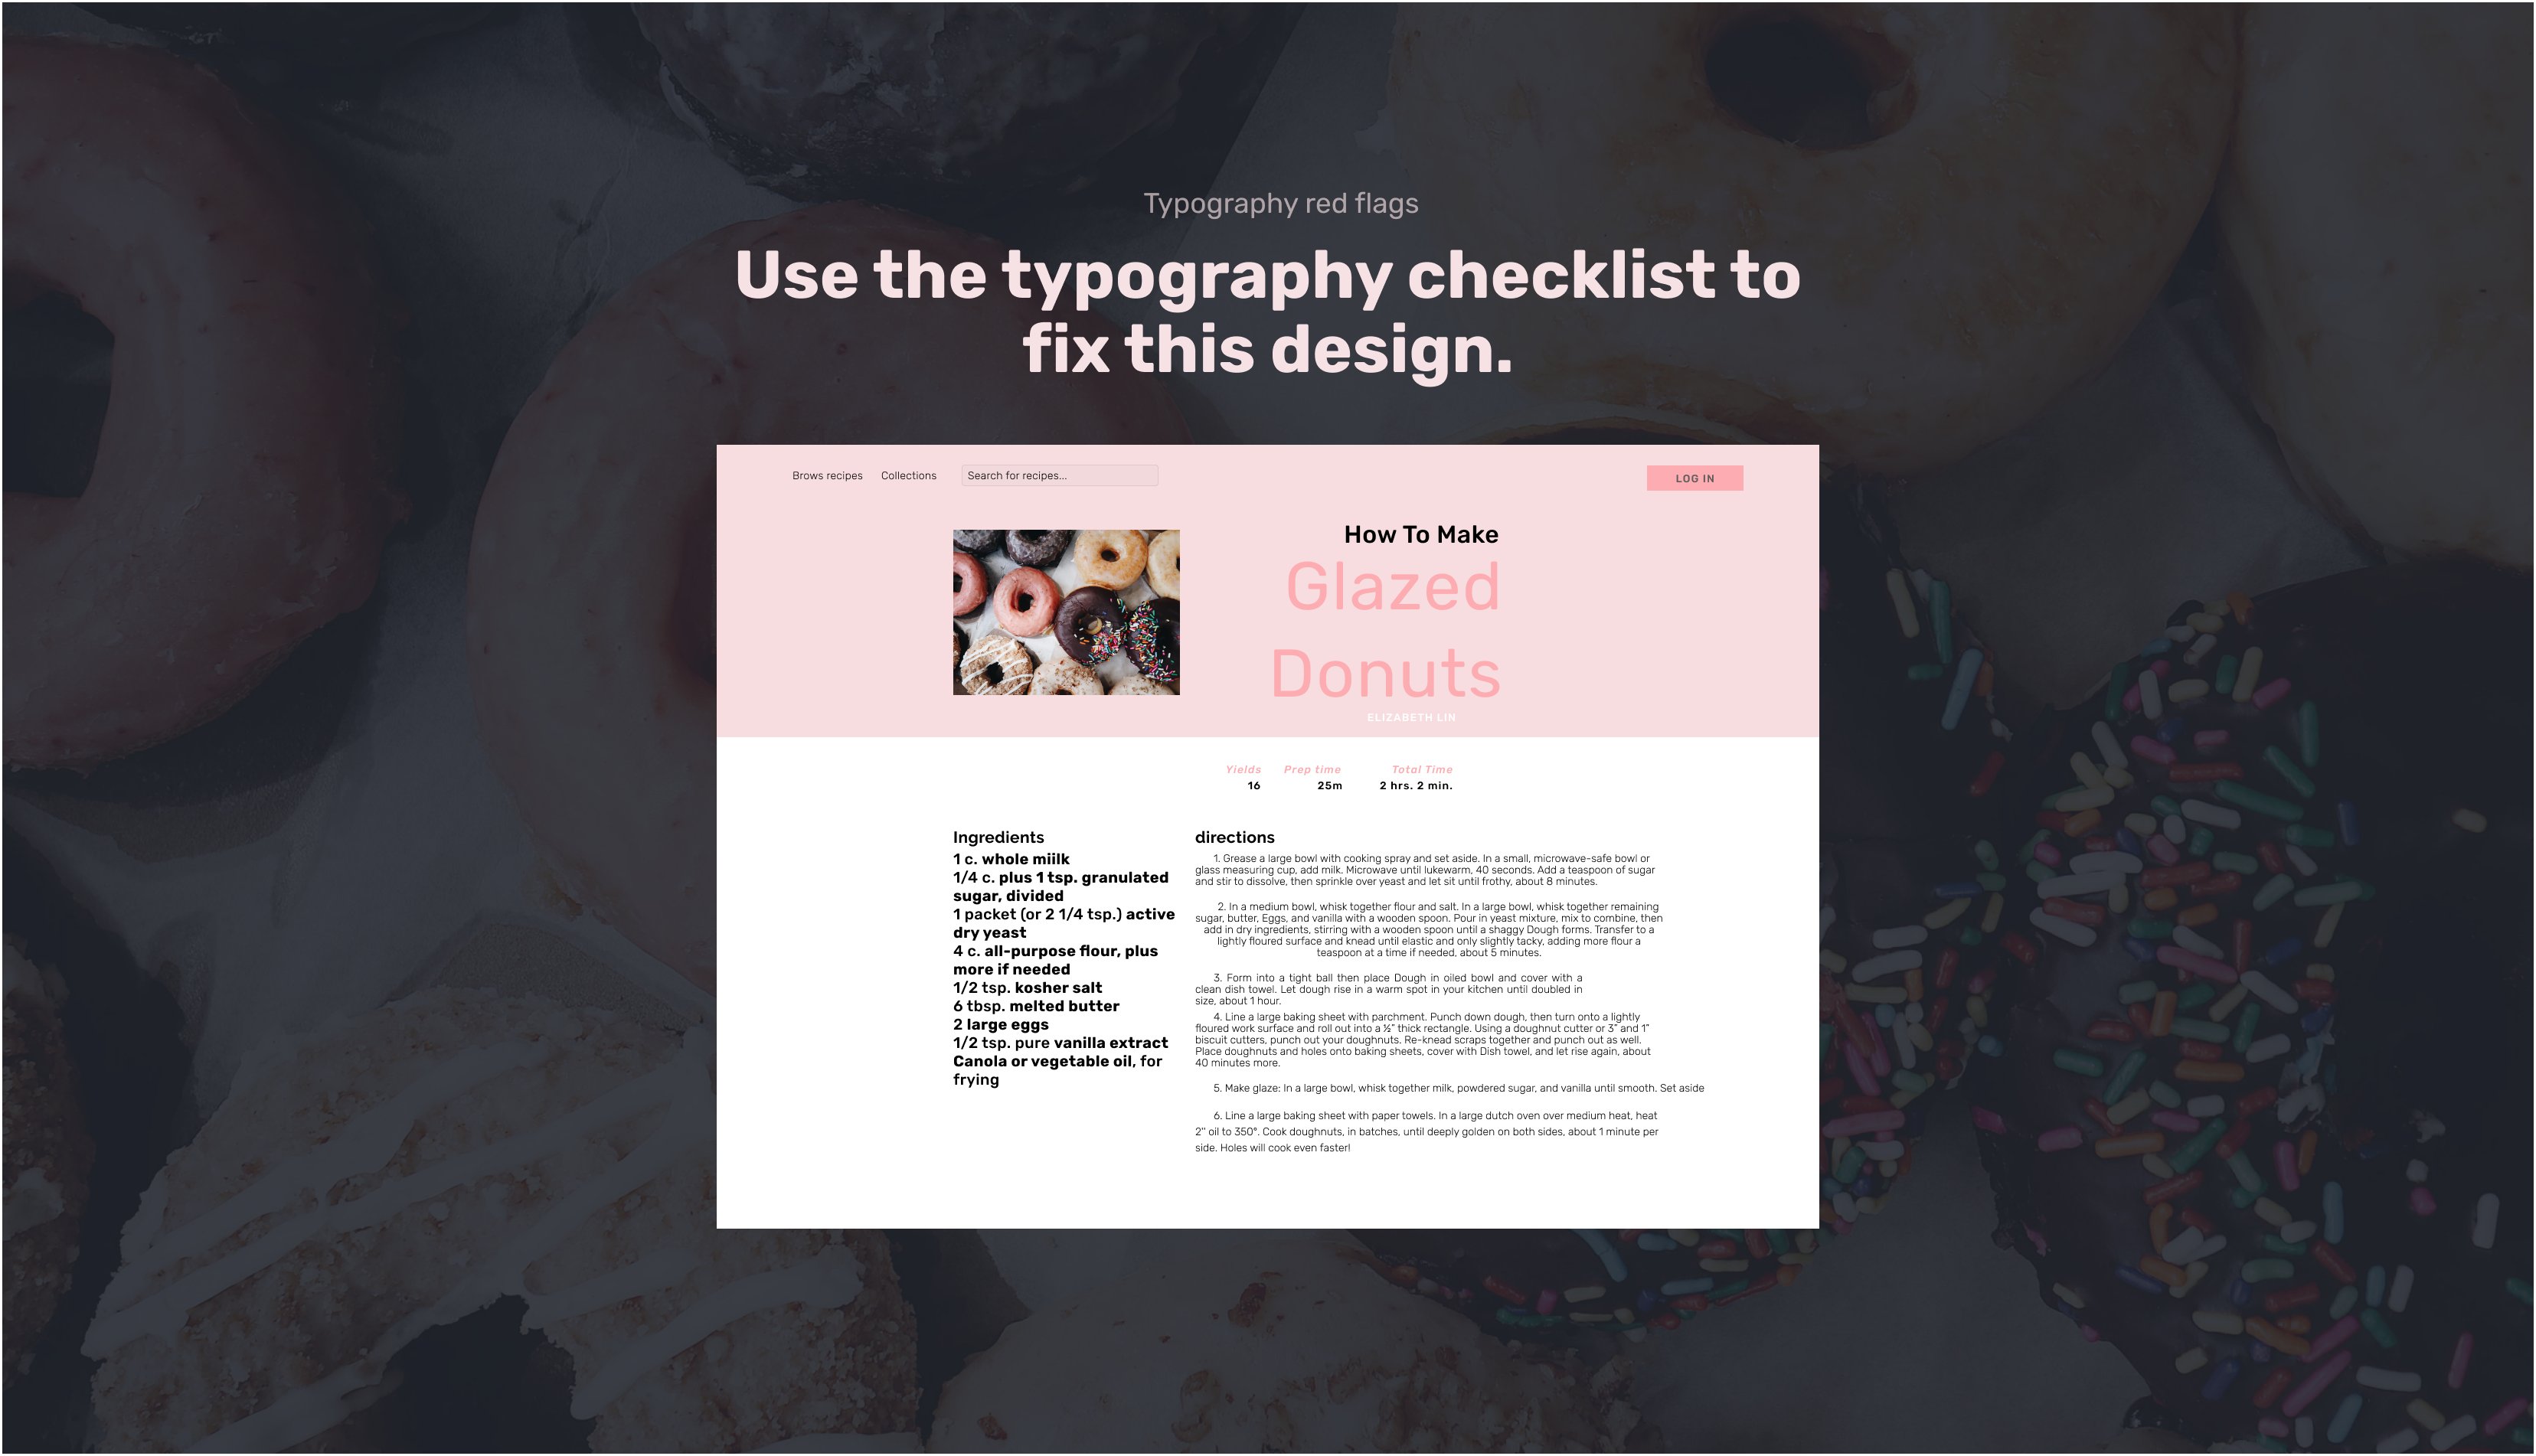 Typography red flags
Use the typography checklist to
fix this design.
Brows recipes
Collections
Search for recipes...
LOG IN
How To Make
Glazed
Donuts
ELIZABETH LIN
Yields Prep time Total Time
16 25m 2 hrs. 2 min.
Ingredients
1 c. whole miilk
1/4 c. plus 1 tsp. granulated
sugar, divided
1 packet (or 2 1/4 tsp.) active
dry yeast
4 c. all-purpose flour, plus
more if needed
1/2 tsp. kosher salt
6 tbsp. melted butter
2 large eggs
1/2 tsp. pure vanilla extract
Canola or vegetable oil, for
frying
directions
1. Grease a large bowl with cooking spray and set aside. In a small, microwave-safe bowl or
glass measuring cup, add milk. Microwave until lukewarm, 40 seconds. Add a teaspoon of sugar
and stir to dissolve, then sprinkle over yeast and let sit until frothy, about 8 minutes.
2. In a medium bowl, whisk together flour and salt. In a large bowl, whisk together remaining
sugar, butter, Eggs, and vanilla with a wooden spoon. Pour in yeast mixture, mix to combine, then
add in dry ingredients, stirring with a wooden spoon until a shaggy Dough forms. Transfer to a
lightly floured surface and knead until elastic and only slightly tacky, adding more flour a
teaspoon at a time if needed, about 5 minutes.
3. Form into a tight ball then place Dough in oiled bowl and cover with a
clean dish towel. Let dough rise in a warm spot in your kitchen until doubled in
size, about 1 hour.
4. Line a large baking sheet with parchment. Punch down dough, then turn onto a lightly
floured work surface and roll out into a ½" thick rectangle. Using a doughnut cutter or 3" and 1"
biscuit cutters, punch out your doughnuts. Re-knead scraps together and punch out as well.
Place doughnuts and holes onto baking sheets, cover with Dish towel, and let rise again, about
40 minutes more.
5. Make glaze: In a large bowl, whisk together milk, powdered sugar, and vanilla until smooth. Set aside
6. Line a large baking sheet with paper towels. In a large dutch oven over medium heat, heat
2'' oil to 350°. Cook doughnuts, in batches, until deeply golden on both sides, about 1 minute per
side. Holes will cook even faster!